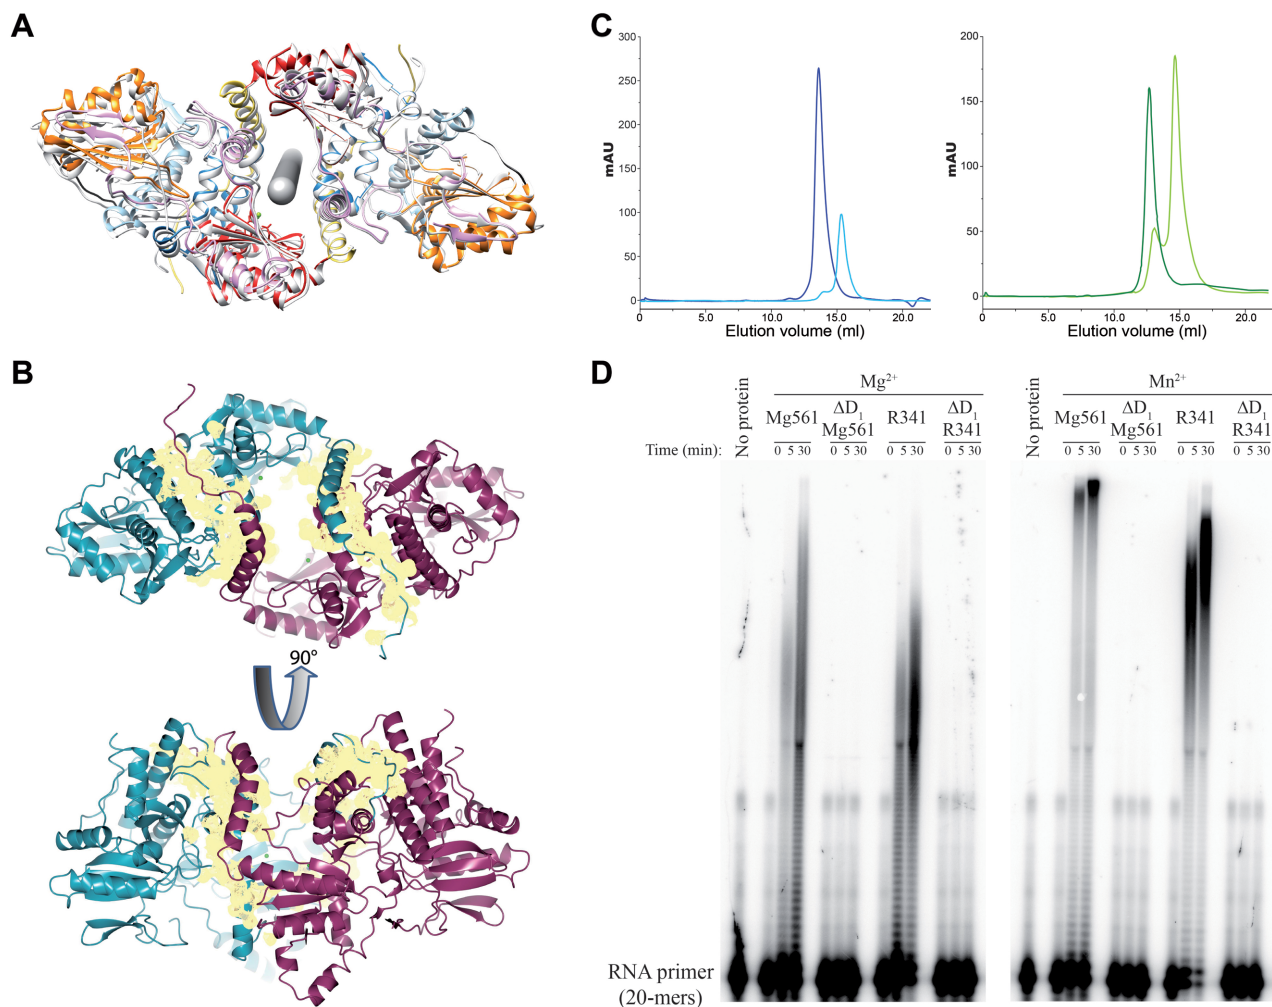 A
B
90°
C
mAU
300
250
200
150
100
50
0
0
5.0
10.0
15.0
20.0
Elution volume (ml)
mAU
200
150
100
50
0
0
5.0
10.0
15.0
20.0
Elution volume (ml)
D
No protein
Mg²⁺
Mg561
ΔD₁ Mg561
R341
ΔD₁ R341
Time (min):
0 5 30
0 5 30
0 5 30
0 5 30
No protein
Mn²⁺
Mg561
ΔD₁ Mg561
R341
ΔD₁ R341
0 5 30
0 5 30
0 5 30
0 5 30
RNA primer
(20-mers)